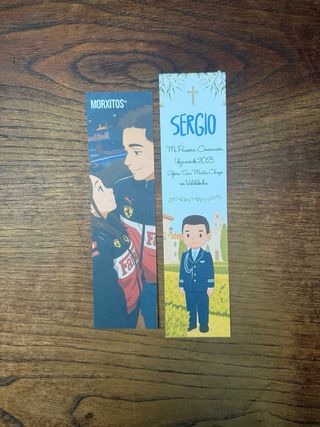 MORXITOS
SERGIO
Mi Primera Comunión
1 de junio de 2025
Iglesia San Martín Obispo
en Valdilecha